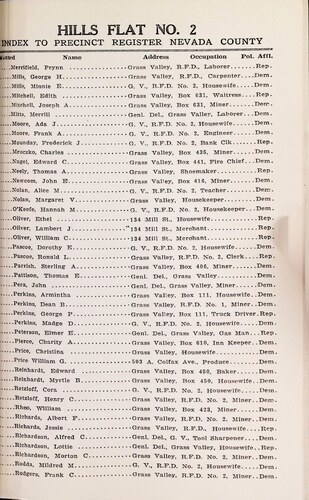 HILLS FLAT NO. 2
INDEX TO PRECINCT REGISTER NEVADA COUNTY
Voted Name Address Occupation Pol. Affl.
Merrifield, Frynn Grass Valley, R.F.D., Laborer Rep.
Mills, George H Grass Valley, R.F., Carpenter Dem.
Mills, Minnie E G. V., R.F.D. No. 2, Housewife Dem.
Mitchell, Edith Grass Valley, Box 631, Waitress Rep.
Mitchell, Joseph A Grass Valley, Box 631, Miner Dem.
Mitts, Merrill Genl. Del., Grass Valley, Laborer Dem.
Moore, Ada J G. V., R.F.D. No. 2, Housewife Dem.
Moore, Frank A G. V., R.F.D. No. 2, Engineer Dem.
Mounday, Frederick J G. V., R.F.D. No. 2, Bank Clk Rep.
Mraczko, Charles Grass Valley, Box 435, Miner Dem.
Nagel, Edward C Grass Valley, Box 441, Fire Chief Dem.
Neely, Thomas A Grass Valley, Shoemaker Rep.
Newcom, John E Grass Valley, Box 416, Miner Dem.
Nolan, Alice M G. V., R.F.D. No. 2, Teacher Dem.
Nolan, Margaret V Grass Valley, Housekeeper Dem.
O'Keefe, Hannah M G. V., R.F.D. No. 2, Housekeeper Dem.
Oliver, Ethel 134 Mill St., Housewife Rep.
Oliver, Lambert J 134 Mill St., Merchant Rep.
Oliver, William C 134 Mill St., Merchant Rep.
Pascoe, Dorothy E G. V., R.F.D. No. 2, Housewife Dem.
Pascoe, Ronald L Grass Valley, R.F.D. No. 2, Clerk Rep.
Parrish, Sterling A Grass Valley, Box 406, Miner Dem.
Pattison, Thomas E Genl. Del., Grass Valley Dem.
Pera, John Genl. Del., Grass Valley, Miner Dem.
Perkins, Armintha Grass Valley, Box 111, Housewife Dem.
Perkins, Dean B Grass Valley, R.F.D. No. 1, Miner Dem.
Perkins, George P Grass Valley, Box 111, Truck Driver Rep.
Perkins, Madge D G. V., R.F.D. No. 2, Housewife Dem.
Peterson, Elmer E Genl. Del., Grass Valley, Gas Man Rep.
Pierce, Charity A Grass Valley, Box 610, Inn Keeper Dem.
Price, Christina Grass Valley, Housewife Dem.
Price William G 503 A. Colfax Ave., Produce Dem.
Reinhardt, Edward Grass Valley, Box 450, Baker Dem.
Reinhardt, Myrtle B Grass Valley, Box 450, Housewife Dem.
Retzloff, Cora G. V., R.F.D. No. 2, Housewife Dem.
Retzloff, Henry C Grass Valley, R.F.D. No. 2, Miner Dem.
Rhee, William Grass Valley, Box 423, Miner Dem.
Richards, Albert F Grass Valley, R.F.D. No. 2, Miner Dem.
Richards, Jessie Grass Valley, R.F.D., Housewife Rep.
Richardson, Alfred C Genl. Del., G. V., Tool Sharpener Dem.
Richardson, Lottie Genl. Del., Grass Valley, Housewife Rep.
Richardson, Morton C Grass Valley, R.F.D. No. 2, Miner Dem.
Rodda, Mildred M G. V., R.F.D. No. 2, Housewife Dem.
Rodgers, Frank C Grass Valley, R.F.D. No. 2, Miner Dem.